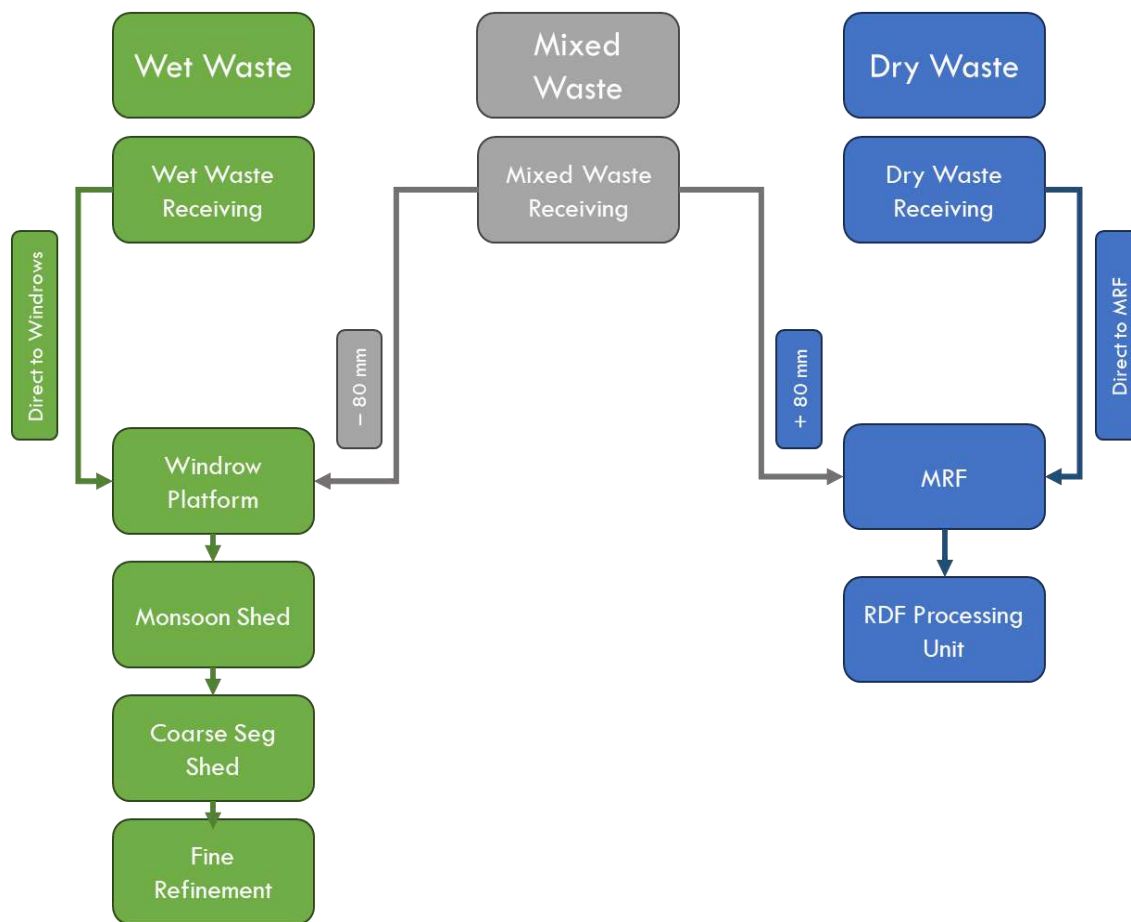 Wet Waste
Mixed
Waste
Dry Waste
Wet Waste
Receiving
Mixed Waste
Receiving
Dry Waste
Receiving
Direct to Windrows
– 80 mm
+ 80 mm
Direct to MRF
Windrow
Platform
MRF
Monsoon Shed
RDF Processing
Unit
Coarse Seg
Shed
Fine
Refinement